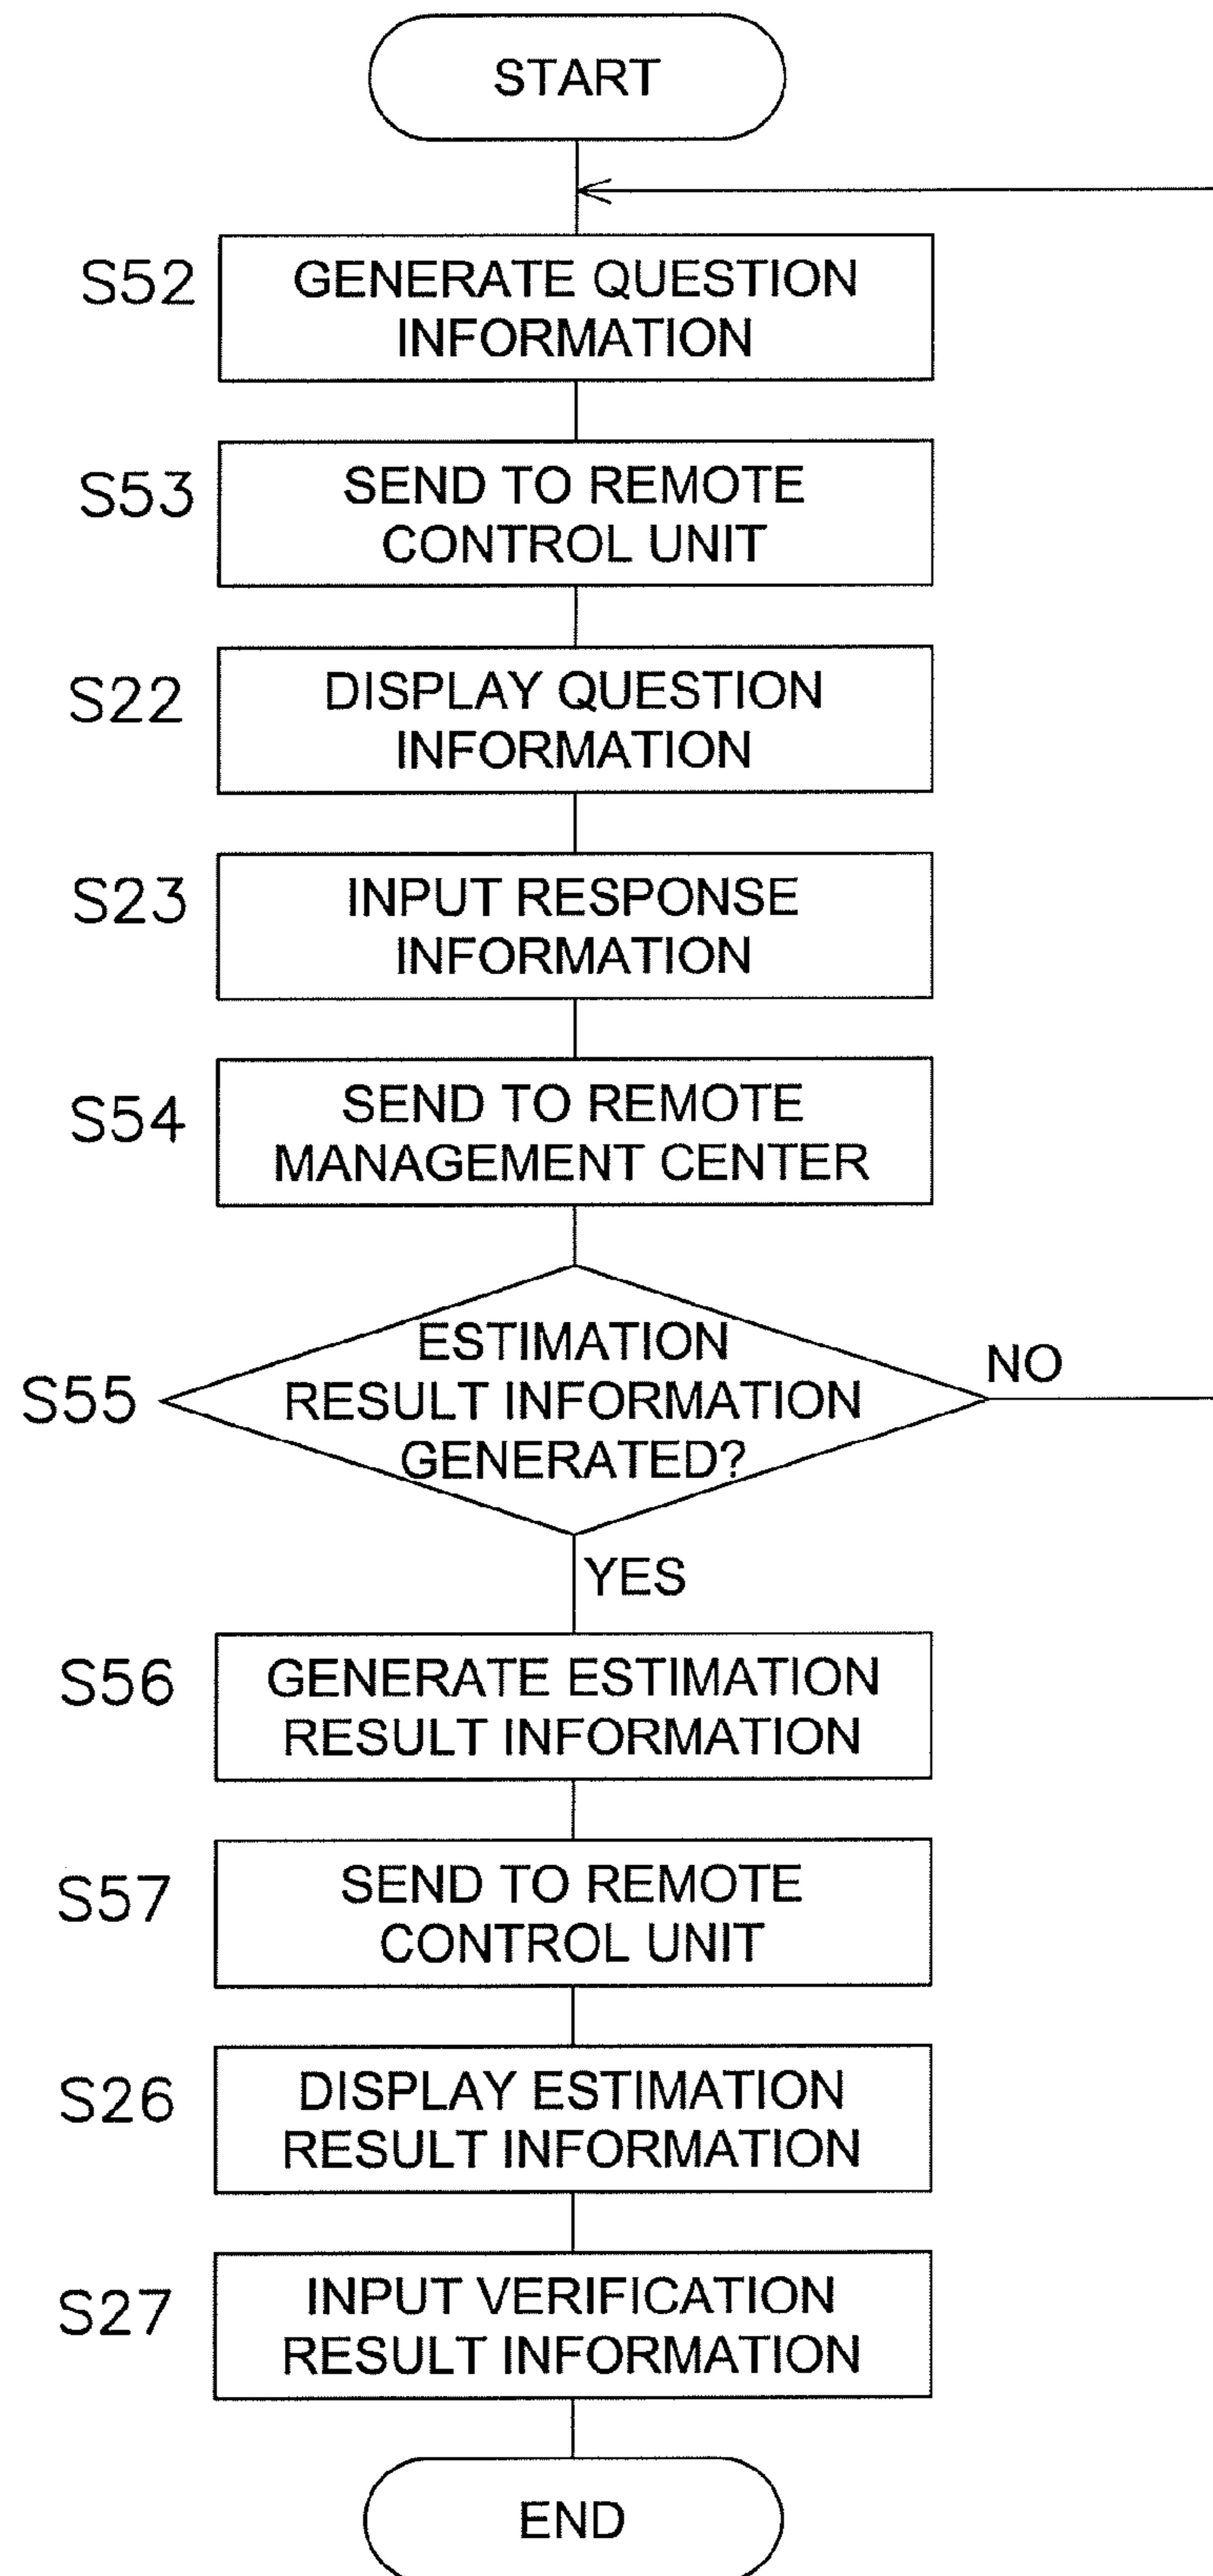 START
S52
GENERATE QUESTION
INFORMATION
S53
SEND TO REMOTE
CONTROL UNIT
S22
DISPLAY QUESTION
INFORMATION
S23
INPUT RESPONSE
INFORMATION
S54
SEND TO REMOTE
MANAGEMENT CENTER
S55
ESTIMATION
RESULT INFORMATION
GENERATED?
NO
YES
S56
GENERATE ESTIMATION
RESULT INFORMATION
S57
SEND TO REMOTE
CONTROL UNIT
S26
DISPLAY ESTIMATION
RESULT INFORMATION
S27
INPUT VERIFICATION
RESULT INFORMATION
END